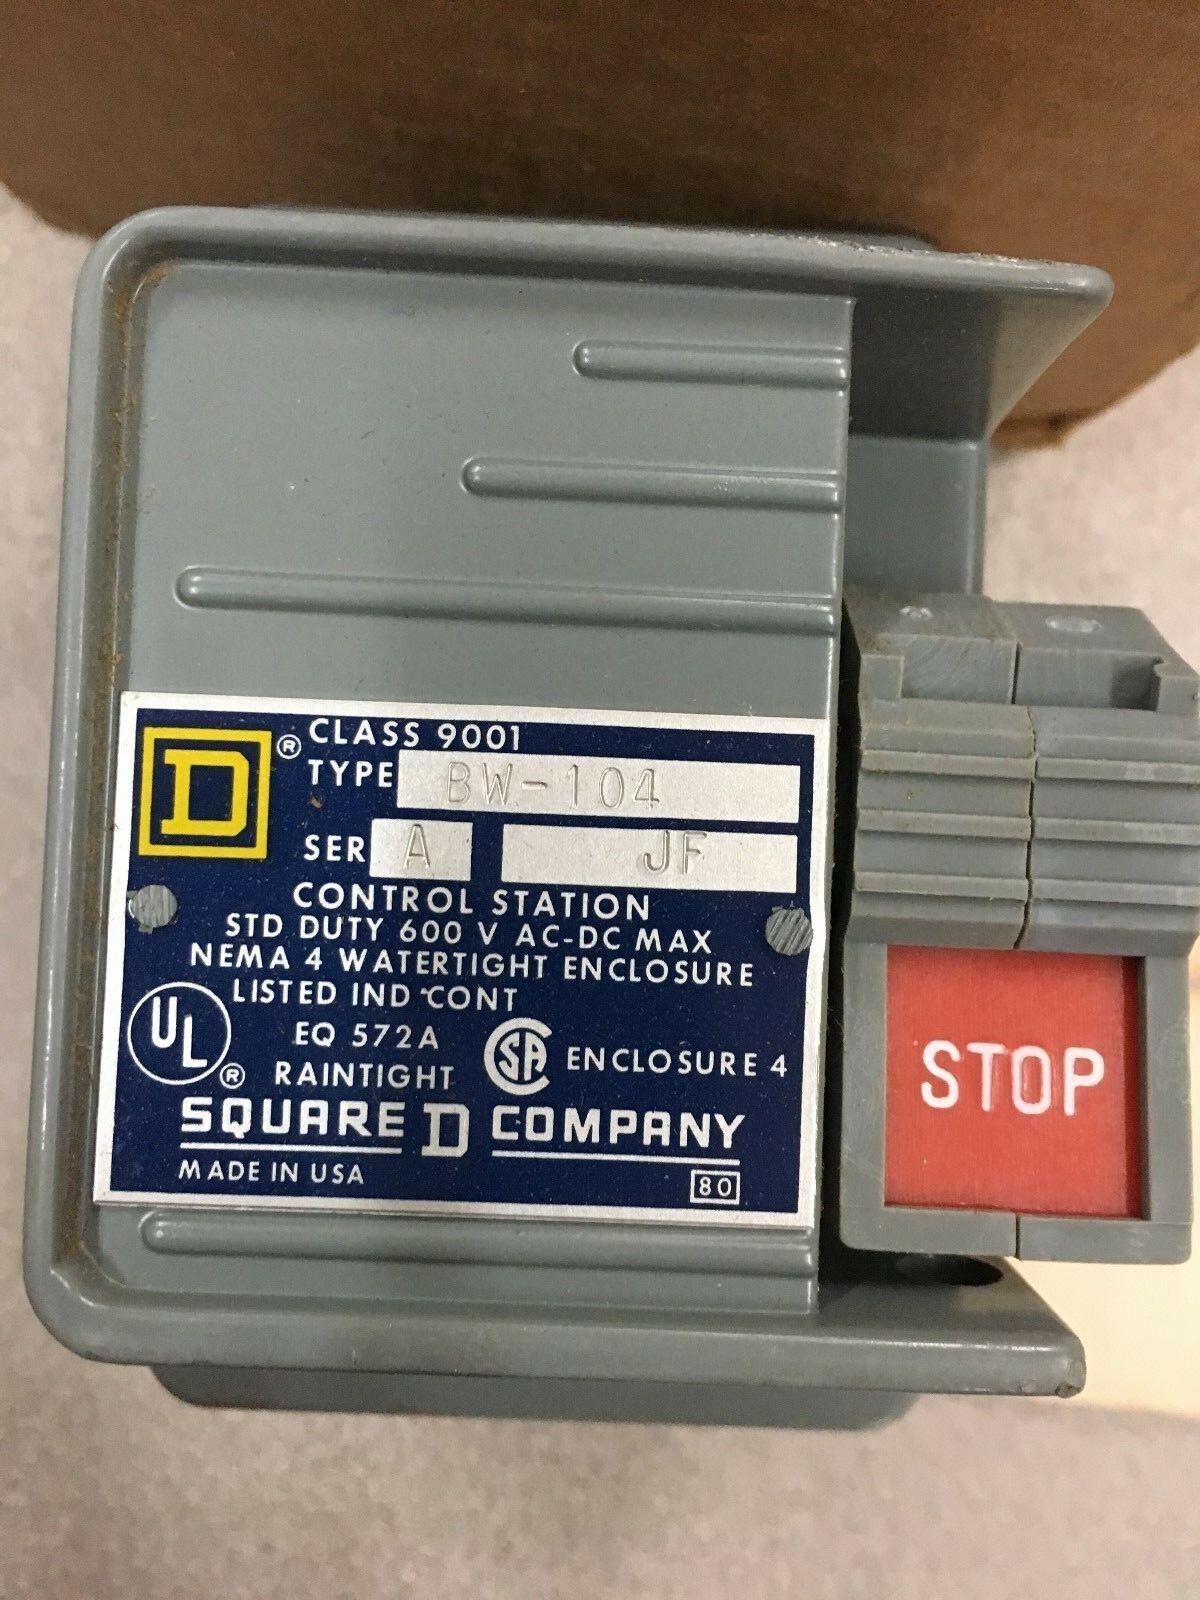 D ® CLASS 9001
TYPE BW-104
SER A JF
CONTROL STATION
STD DUTY 600 V AC-DC MAX
NEMA 4 WATERTIGHT ENCLOSURE
LISTED IND CONT
UL ® EQ 572A
RAINTIGHT
SA ENCLOSURE 4
SQUARE D COMPANY
MADE IN USA
80
STOP